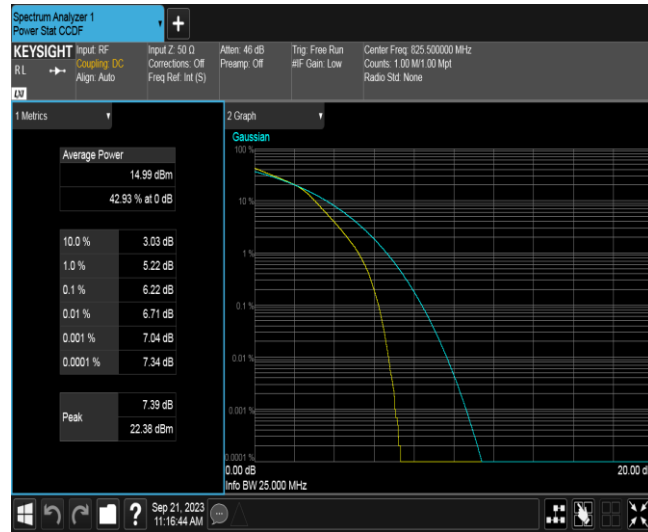 Spectrum Analyzer 1
Power Stat CCDF
+
KEYSIGHT
RL
LXI
Input: RF
Coupling: DC
Align: Auto
Input Z: 50 Ω
Corrections: Off
Freq Ref: Int (S)
Atten: 46 dB
Preamp: Off
Trig: Free Run
#IF Gain: Low
Center Freq: 825.500000 MHz
Counts: 1.00 M/1.00 Mpt
Radio Std: None
1 Metrics
Average Power
14.99 dBm
42.93 % at 0 dB
10.0 % 3.03 dB
1.0 % 5.22 dB
0.1 % 6.22 dB
0.01 % 6.71 dB
0.001 % 7.04 dB
0.0001 % 7.34 dB
Peak
7.39 dB
22.38 dBm
2 Graph
Gaussian
100 %
10 %
1 %
0.1 %
0.01 %
0.001 %
0.0001 %
0.00 dB
20.00 d
Info BW 25.000 MHz
?
Sep 21, 2023
11:16:44 AM